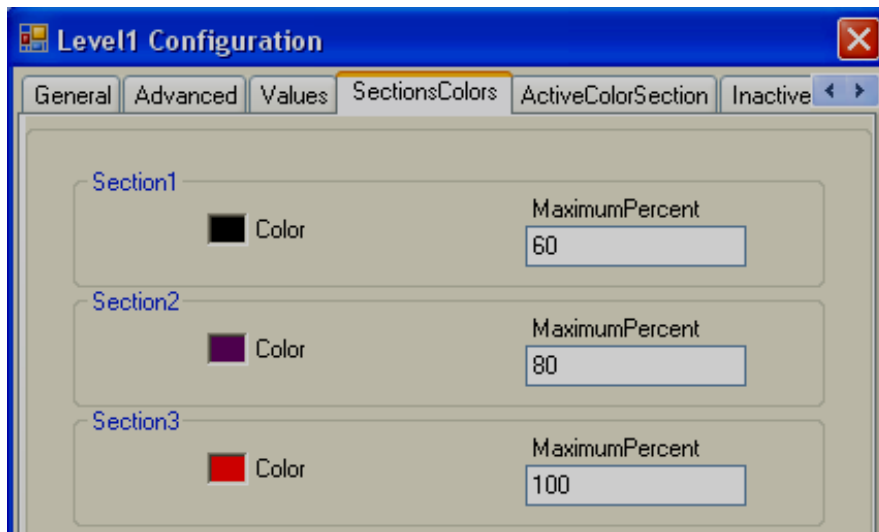 Level1 Configuration
General Advanced Values SectionsColors ActiveColorSection Inactive
Section1
MaximumPercent
Color
60
Section2
MaximumPercent
Color
80
Section3
MaximumPercent
Color
100